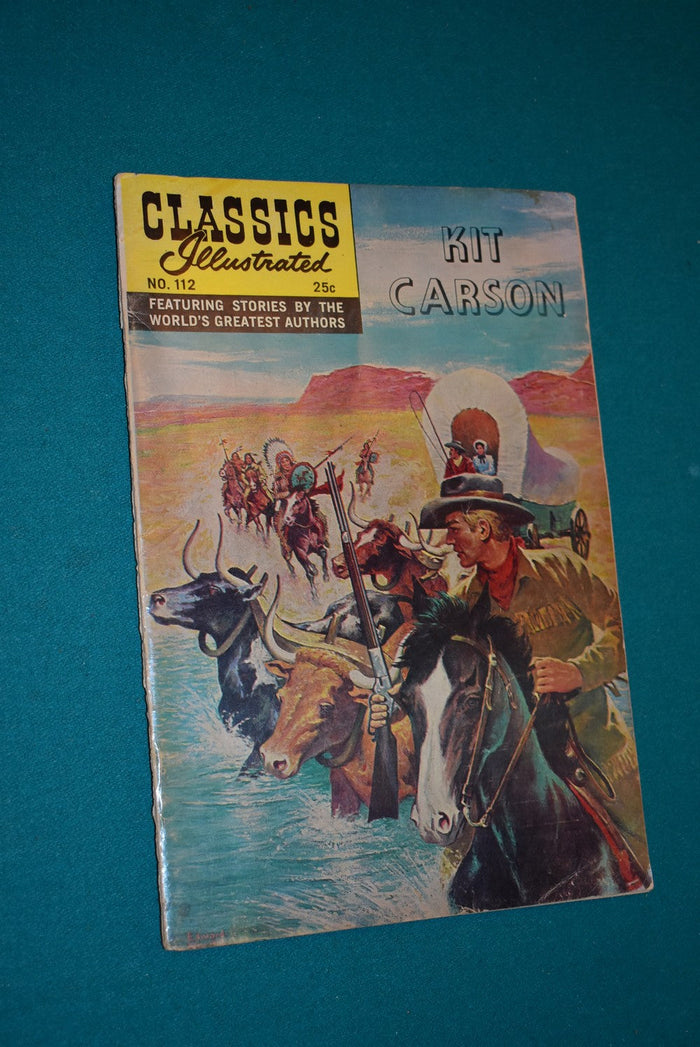 CLASSICS
Illustrated
NO. 112 25c
FEATURING STORIES BY THE
WORLD'S GREATEST AUTHORS
KIT
CARSON